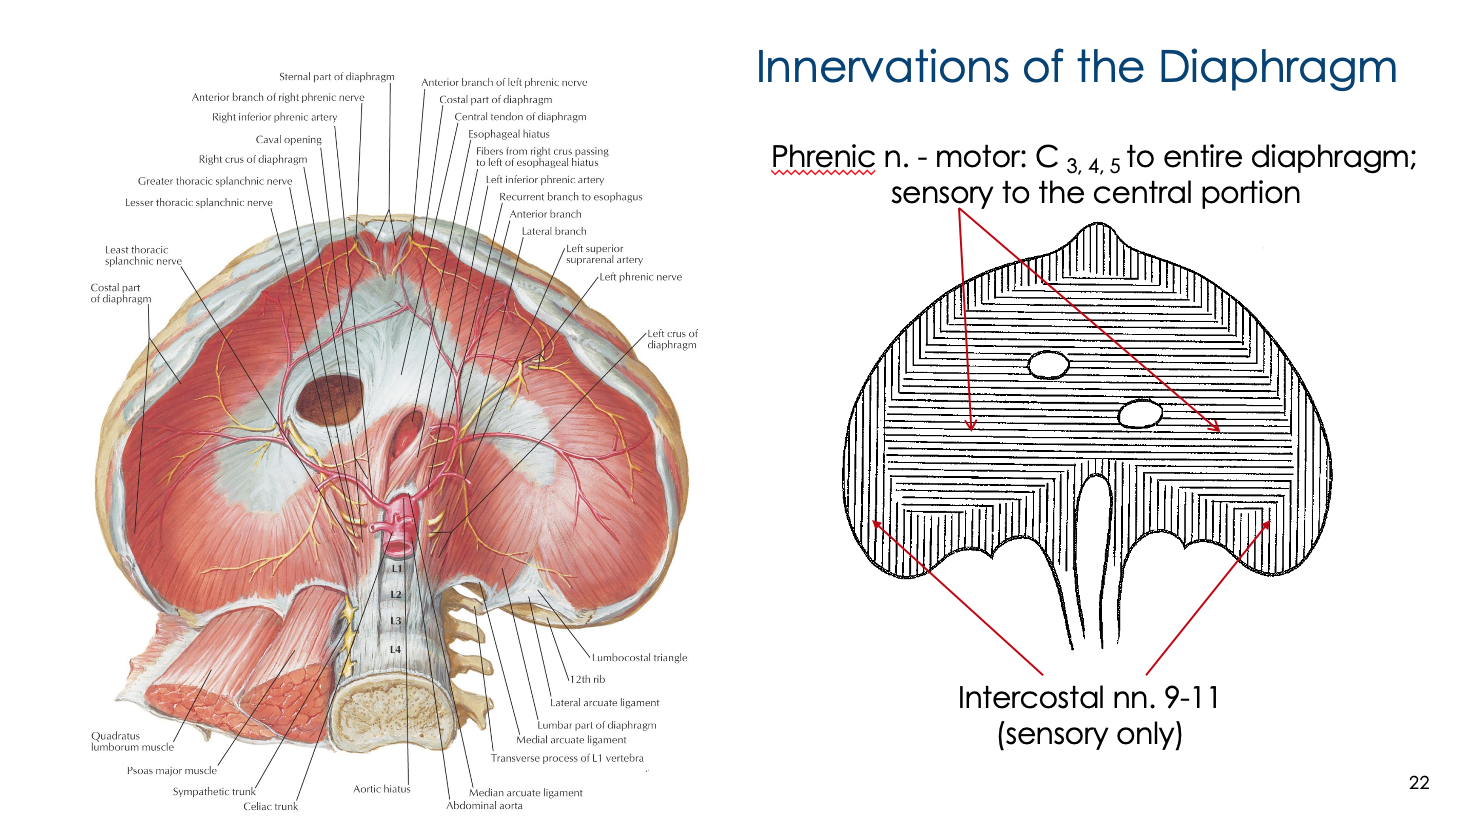 Innervations of the Diaphragm
Phrenic n. - motor: C 3, 4, 5 to entire diaphragm;
sensory to the central portion
Sternal part of diaphragm
Anterior branch of right phrenic nerve
Right inferior phrenic artery
Caval opening
Right crus of diaphragm
Greater thoracic splanchnic nerve
Lesser thoracic splanchnic nerve
Least thoracic
splanchnic nerve
Costal part
of diaphragm
Anterior branch of left phrenic nerve
Costal part of diaphragm
Central tendon of diaphragm
Esophageal hiatus
Fibers from right crus passing
to left of esophageal hiatus
Left inferior phrenic artery
Recurrent branch to esophagus
Anterior branch
Lateral branch
Left superior
suprarenal artery
Left phrenic nerve
Left crus of
diaphragm
L1
L2
L3
L4
Lumbocostal triangle
12th rib
Lateral arcuate ligament
Lumbar part of diaphragm
Medial arcuate ligament
Transverse process of L1 vertebra
Median arcuate ligament
Abdominal aorta
Aortic hiatus
Quadratus
lumborum muscle
Psoas major muscle
Sympathetic trunk
Celiac trunk
Intercostal nn. 9-11
(sensory only)
22